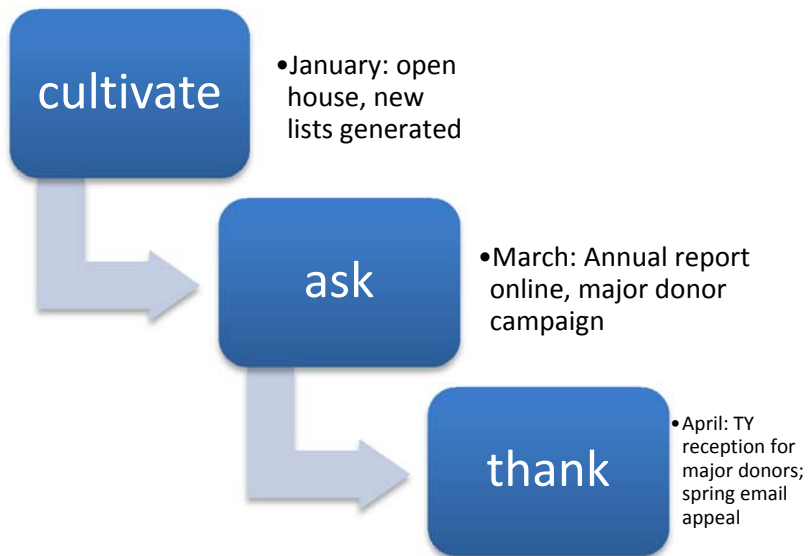 cultivate
•January: open
house, new
lists generated
ask
•March: Annual report
online, major donor
campaign
thank
•April: TY
reception for
major donors;
spring email
appeal